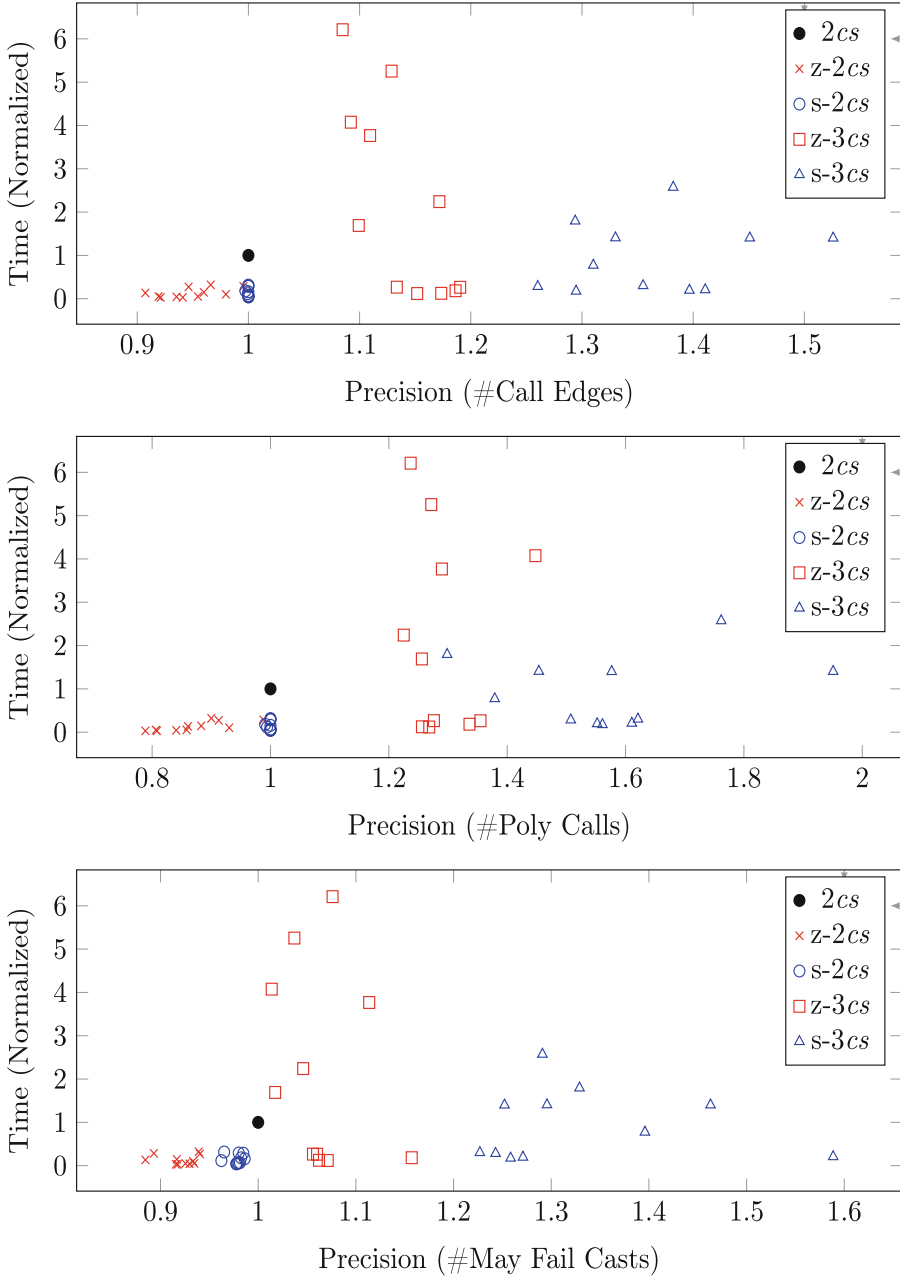 Time (Normalized)
6
5
4
3
2
1
0
0.9 1 1.1 1.2 1.3 1.4 1.5
Precision (#Call Edges)
2cs
z-2cs
s-2cs
z-3cs
s-3cs
Time (Normalized)
6
5
4
3
2
1
0
0.8 1 1.2 1.4 1.6 1.8 2
Precision (#Poly Calls)
2cs
z-2cs
s-2cs
z-3cs
s-3cs
Time (Normalized)
6
5
4
3
2
1
0
0.9 1 1.1 1.2 1.3 1.4 1.5 1.6
Precision (#May Fail Casts)
2cs
z-2cs
s-2cs
z-3cs
s-3cs